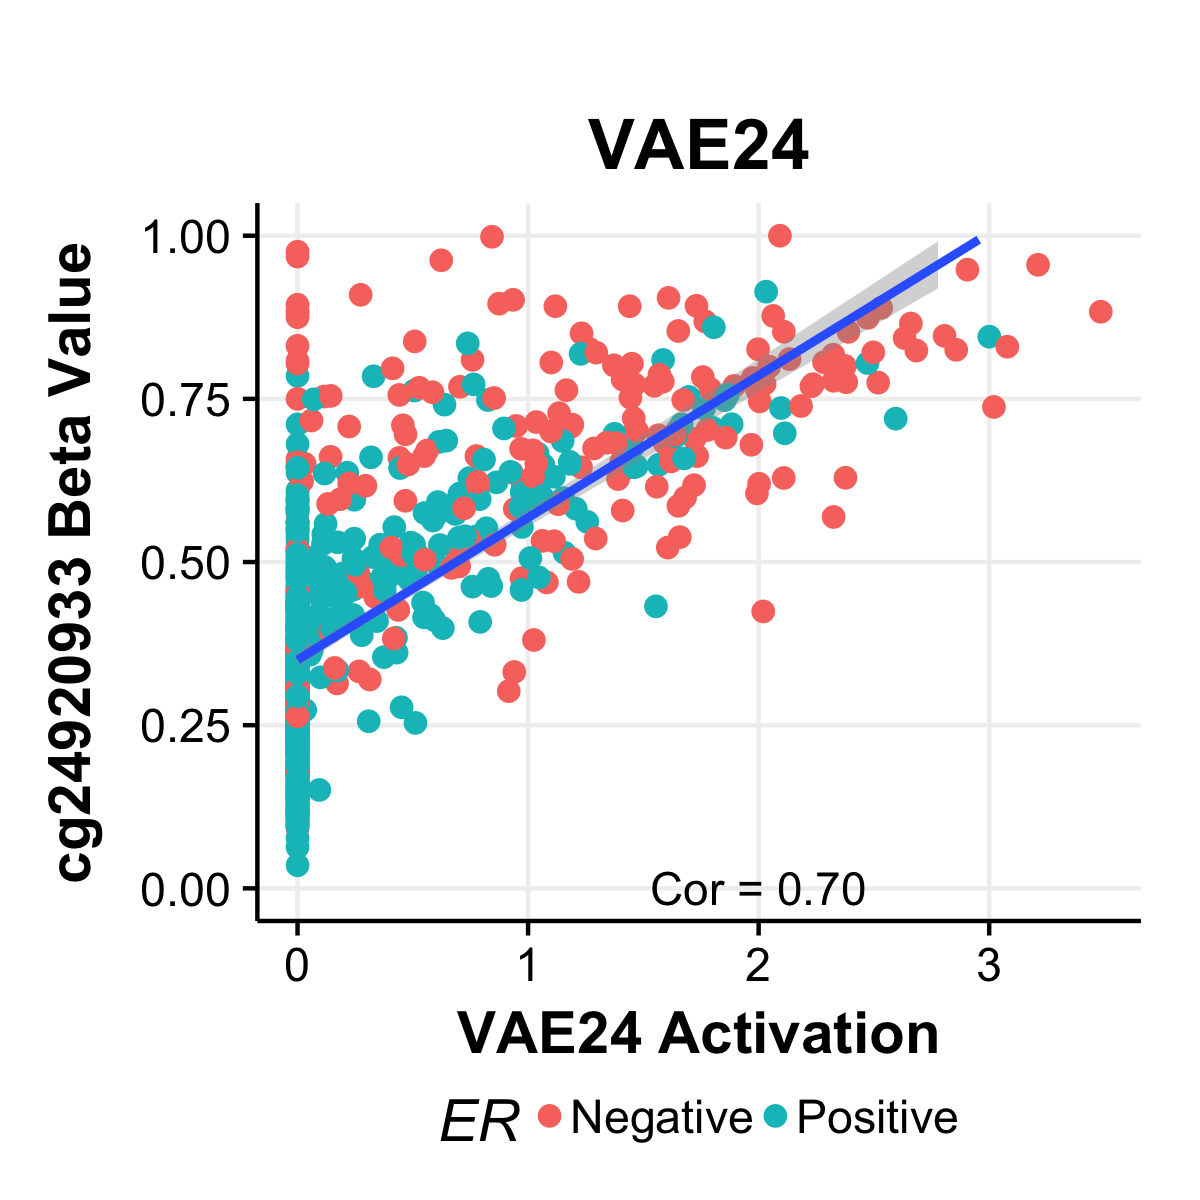 VAE24
cg24920933 Beta Value
1.00
0.75
0.50
0.25
0.00
Cor = 0.70
0 1 2 3
VAE24 Activation
ER Negative Positive